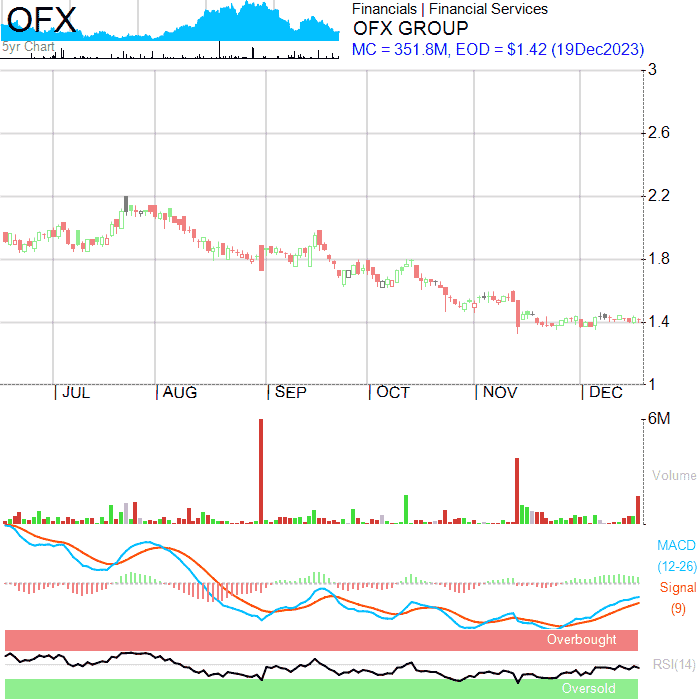 OFX
5yr Chart
Financials | Financial Services
OFX GROUP
MC = 351.8M, EOD = $1.42 (19Dec2023)
3
2.6
2.2
1.8
1.4
1
JUL AUG SEP OCT NOV DEC
6M
Volume
MACD
(12-26)
Signal
(9)
Overbought
RSI(14)
Oversold